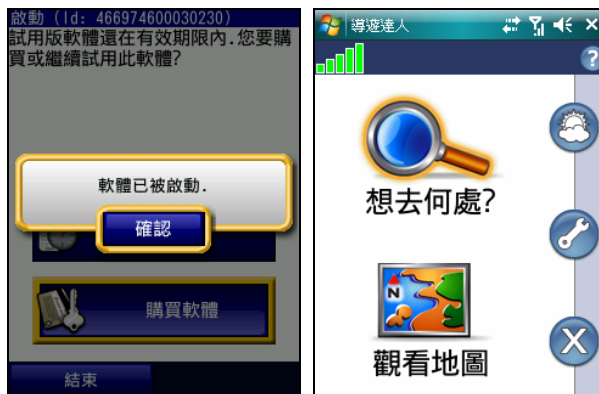 啟動 (Id: 466974600030230)
試用版軟體還在有效期限內.您要購
買或繼續試用此軟體?
軟體已被啟動.
確認
購買軟體
結束
導遊達人
?
想去何處?
N
觀看地圖
X